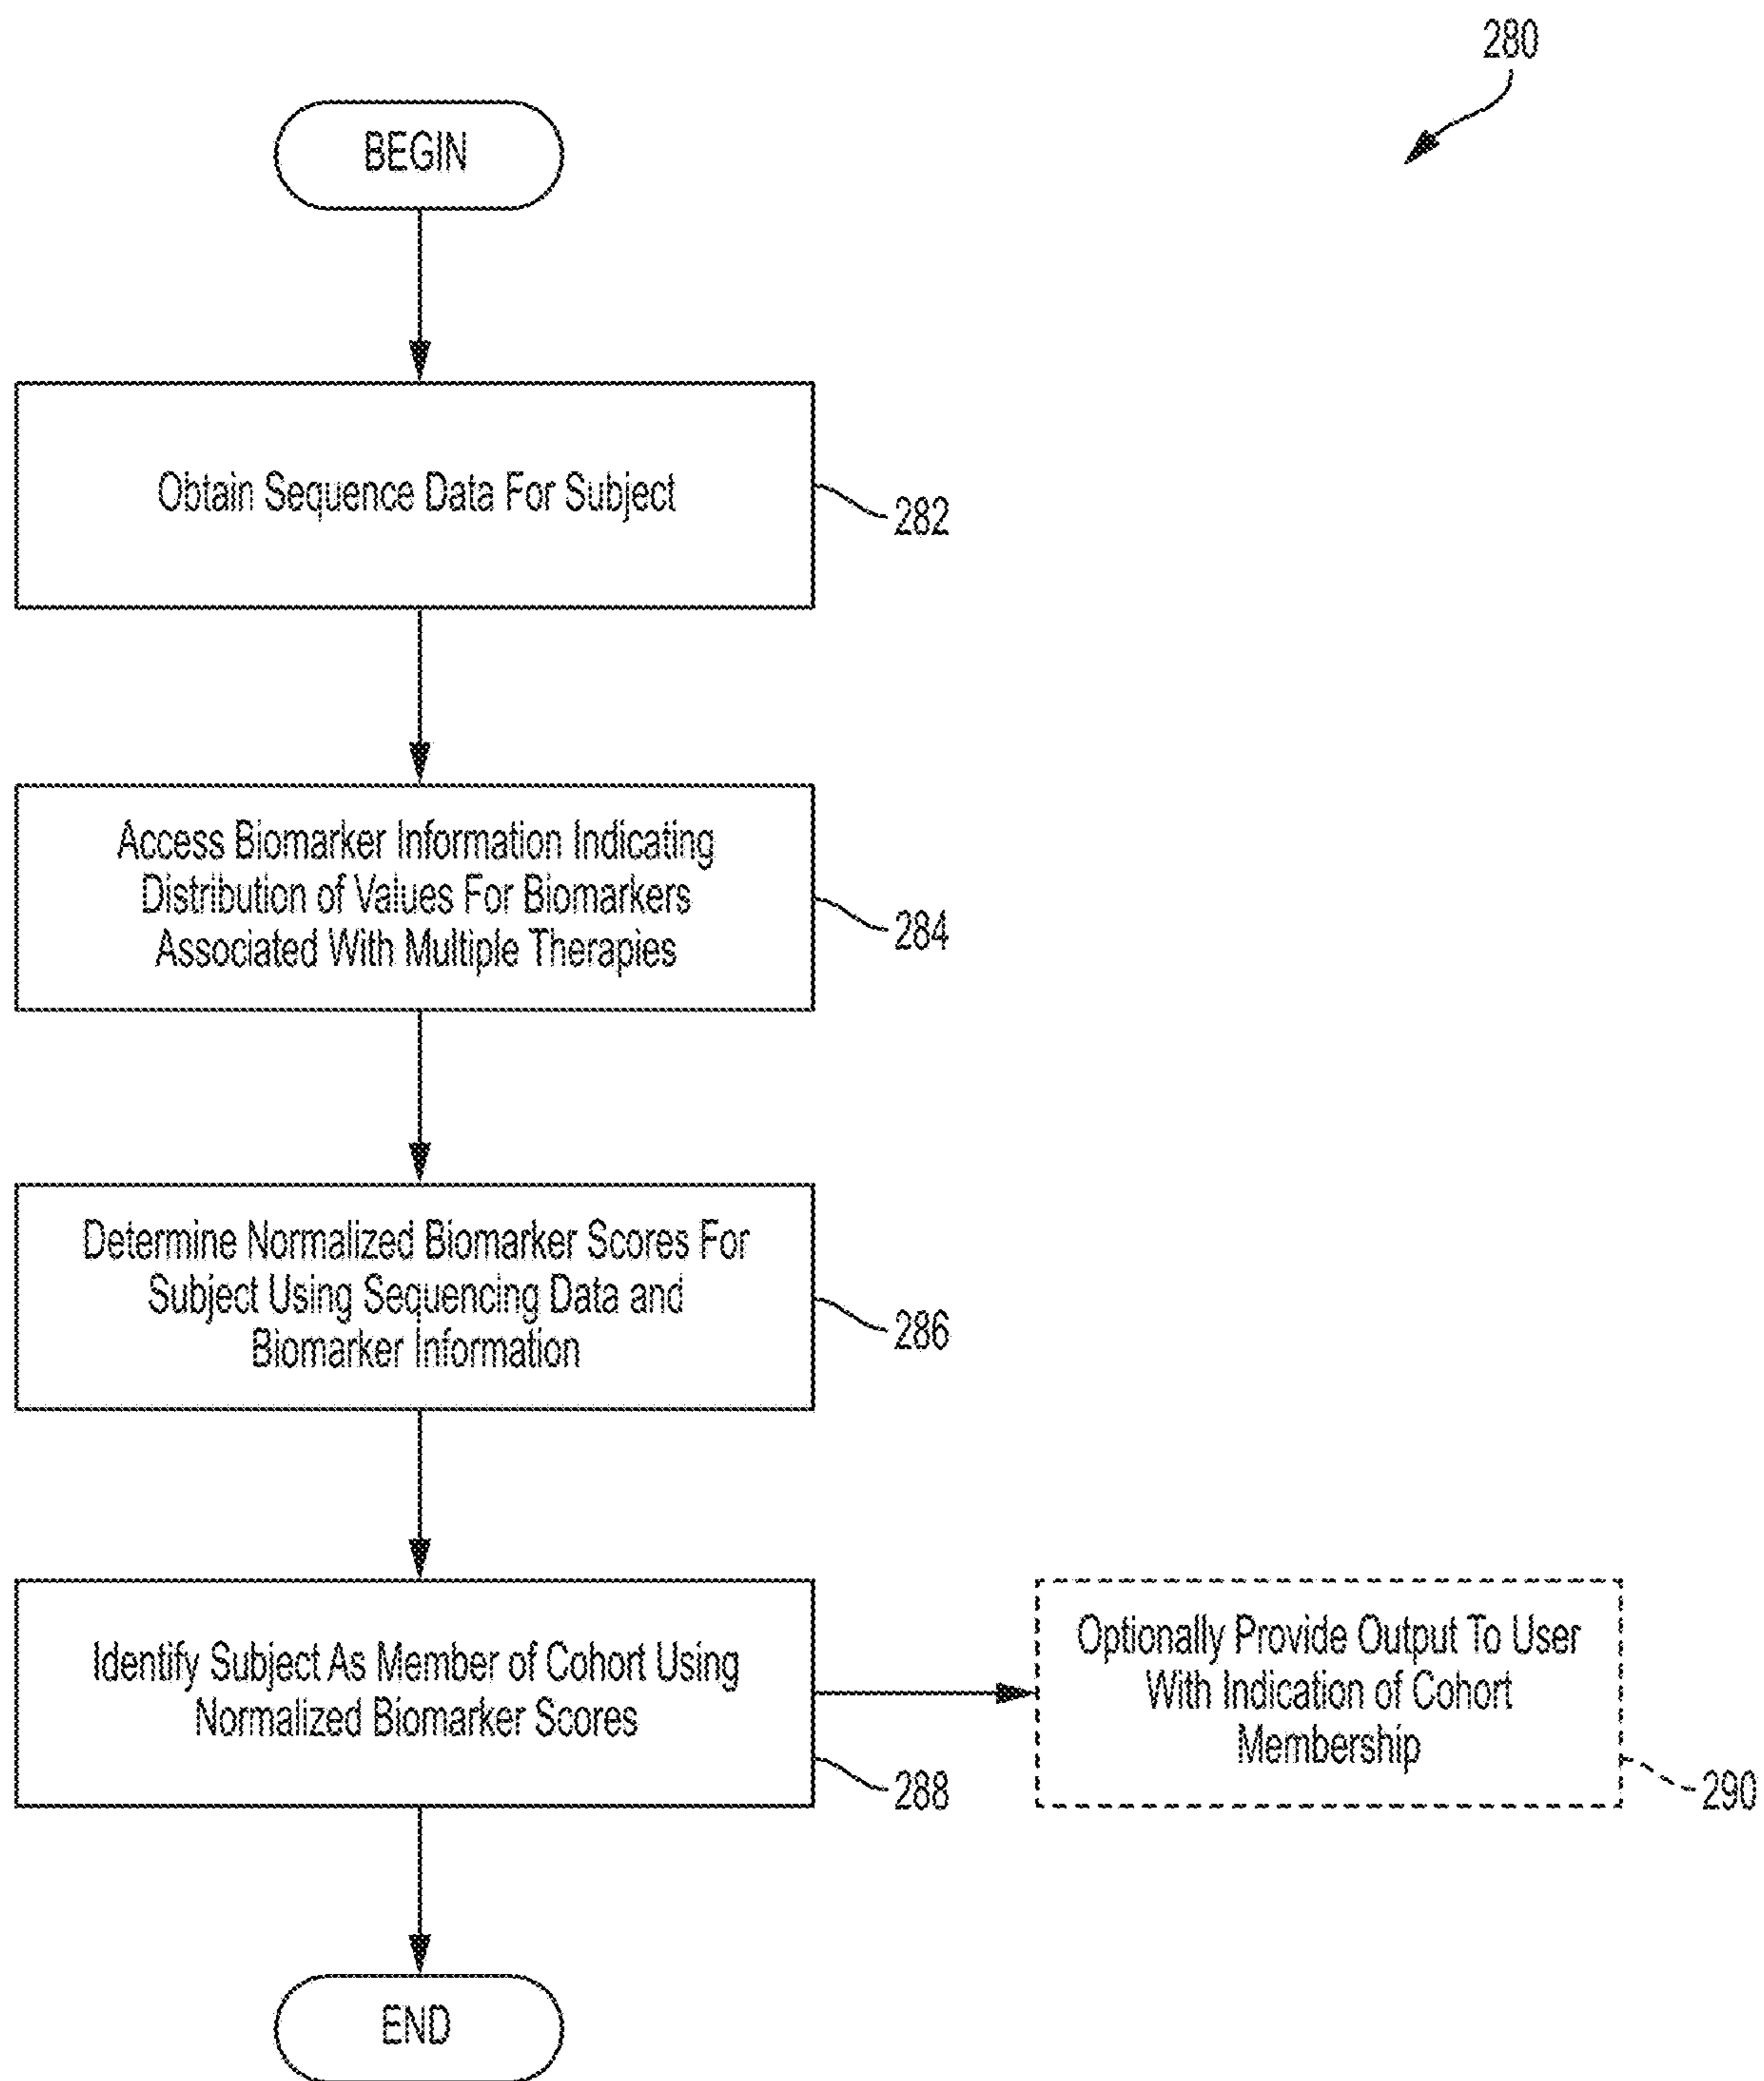 280
BEGIN
Obtain Sequence Data For Subject
282
Access Biomarker Information Indicating
Distribution of Values For Biomarkers
Associated With Multiple Therapies
284
Determine Normalized Biomarker Scores For
Subject Using Sequencing Data and
Biomarker Information
286
Identify Subject As Member of Cohort Using
Normalized Biomarker Scores
288
Optionally Provide Output To User
With Indication of Cohort
Membership
290
END